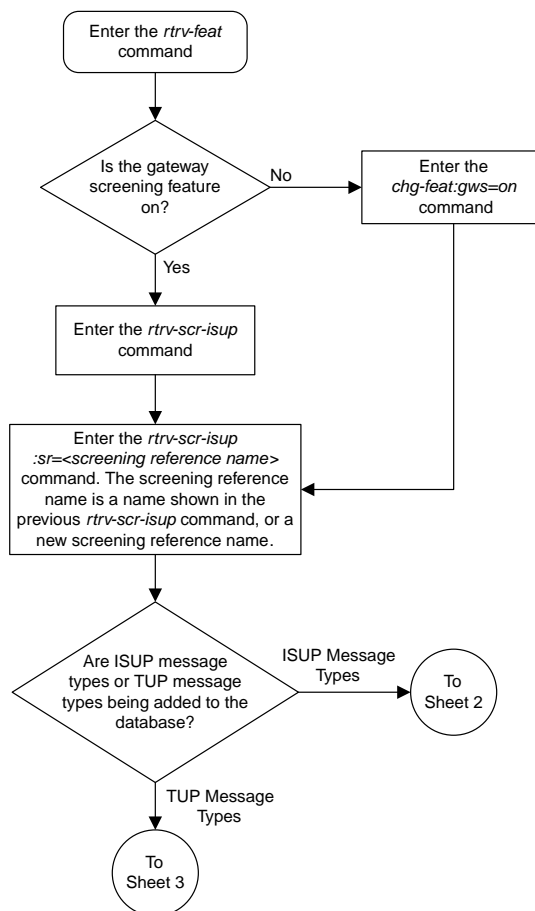 Enter the rtrv-feat
command
Is the gateway
screening feature
on?
No
Enter the
chg-feat:gws=on
command
Yes
Enter the rtrv-scr-isup
command
Enter the rtrv-scr-isup
:sr=<screening reference name>
command. The screening reference
name is a name shown in the
previous rtrv-scr-isup command, or a
new screening reference name.
Are ISUP message
types or TUP message
types being added to the
database?
ISUP Message
Types
To
Sheet 2
TUP Message
Types
To
Sheet 3